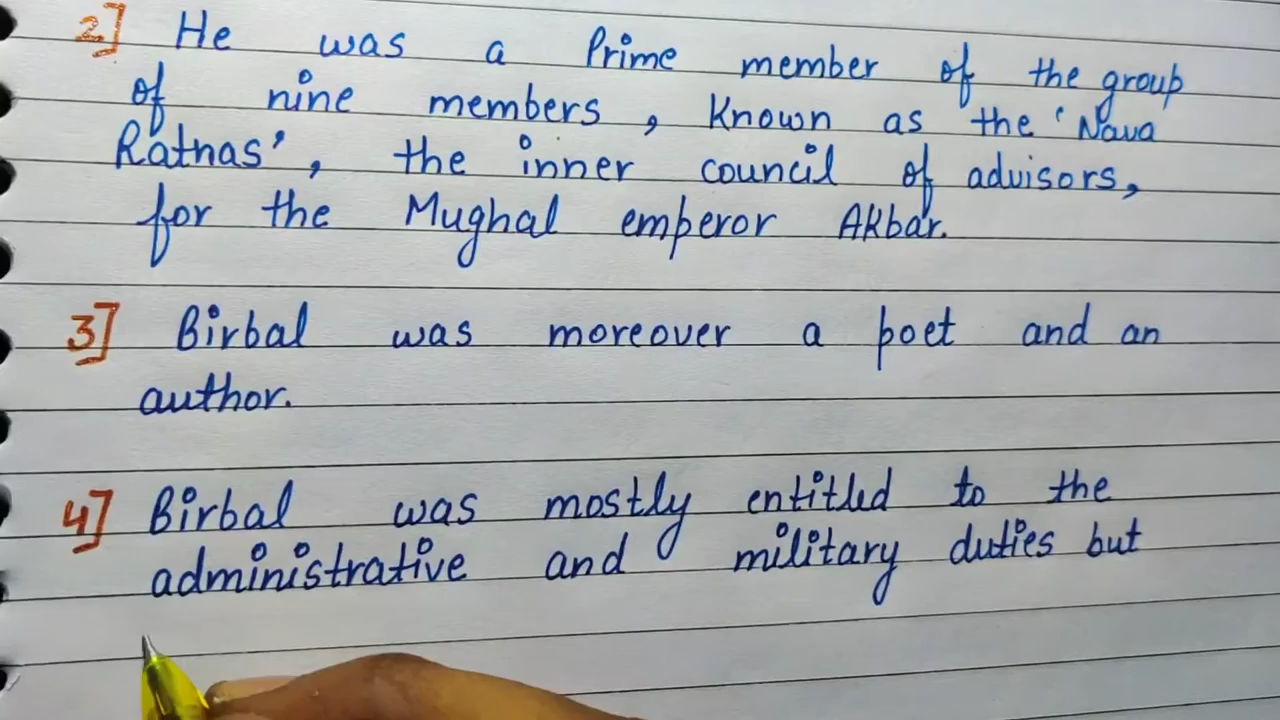 2] He was a Prime member of the group
of nine members, Known as the 'Nava
Ratnas', the inner council of advisors,
for the Mughal emperor Akbar.
3] Birbal was moreover a poet and an
author.
4] Birbal was mostly entitled to the
administrative and military duties but